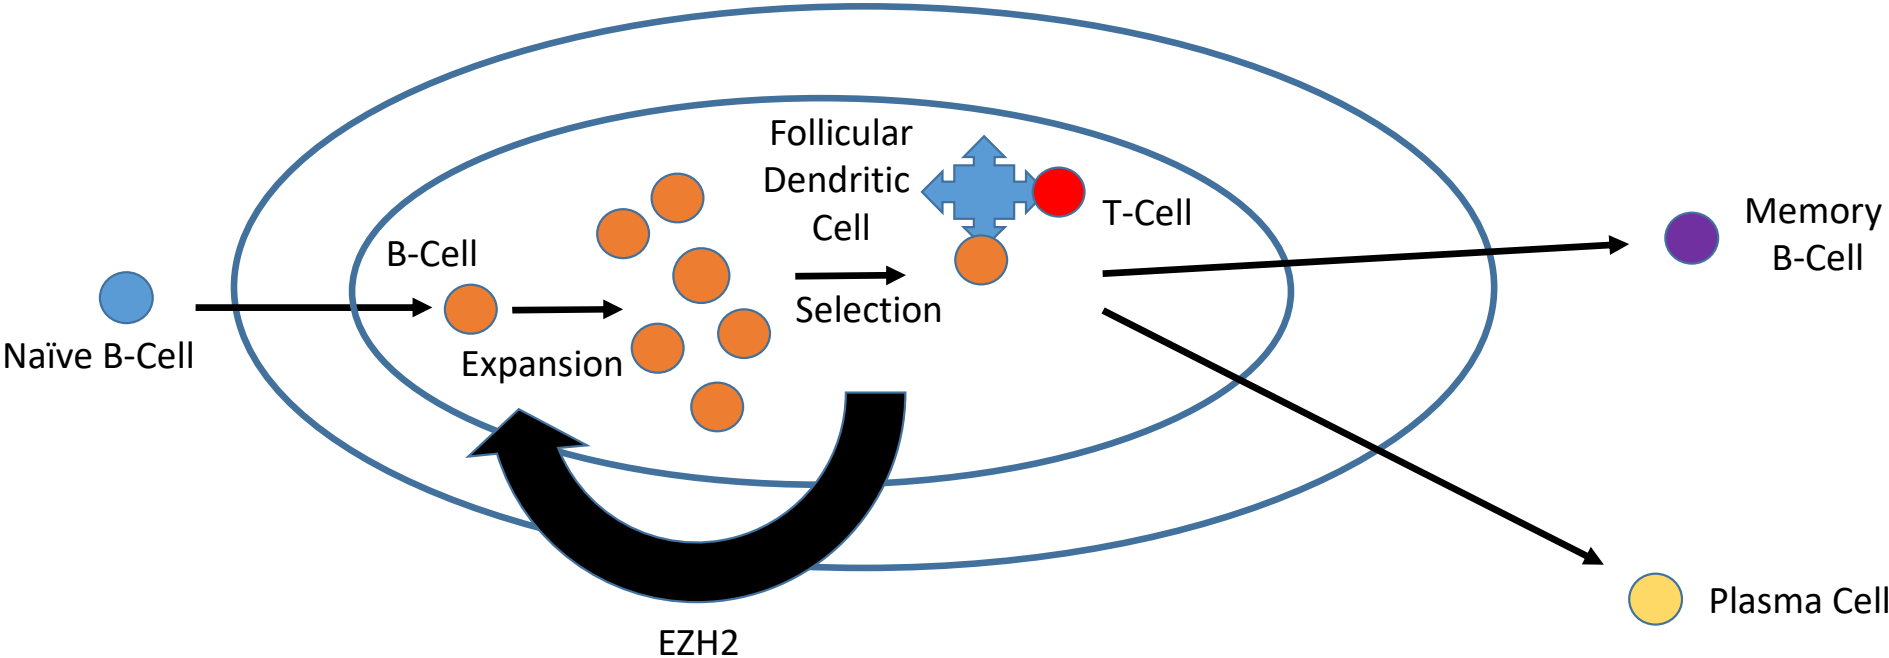 Follicular
Dendritic
Cell
T-Cell
Memory
B-Cell
B-Cell
Selection
Naïve B-Cell
Expansion
Plasma Cell
EZH2